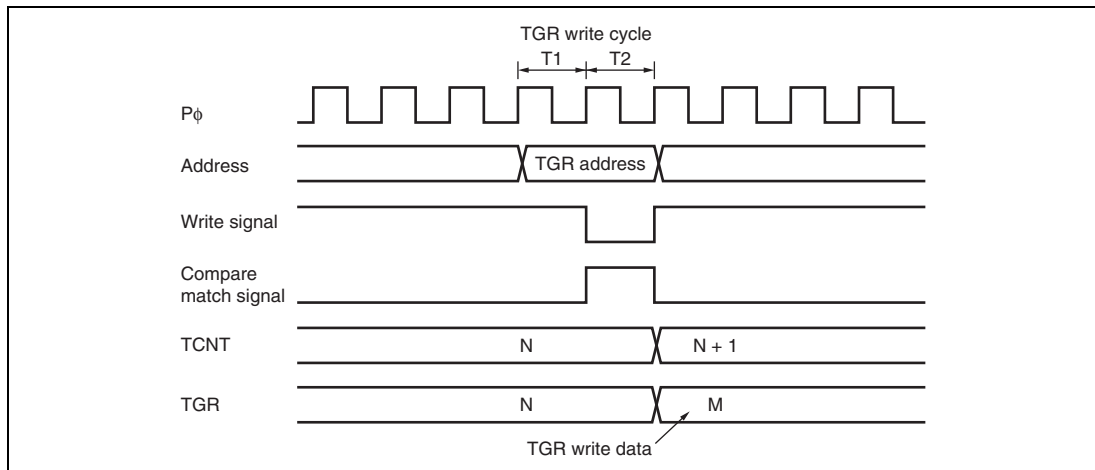 TGR write cycle
T1 T2
Pϕ
Address TGR address
Write signal
Compare
match signal
TCNT N N + 1
TGR N M
TGR write data